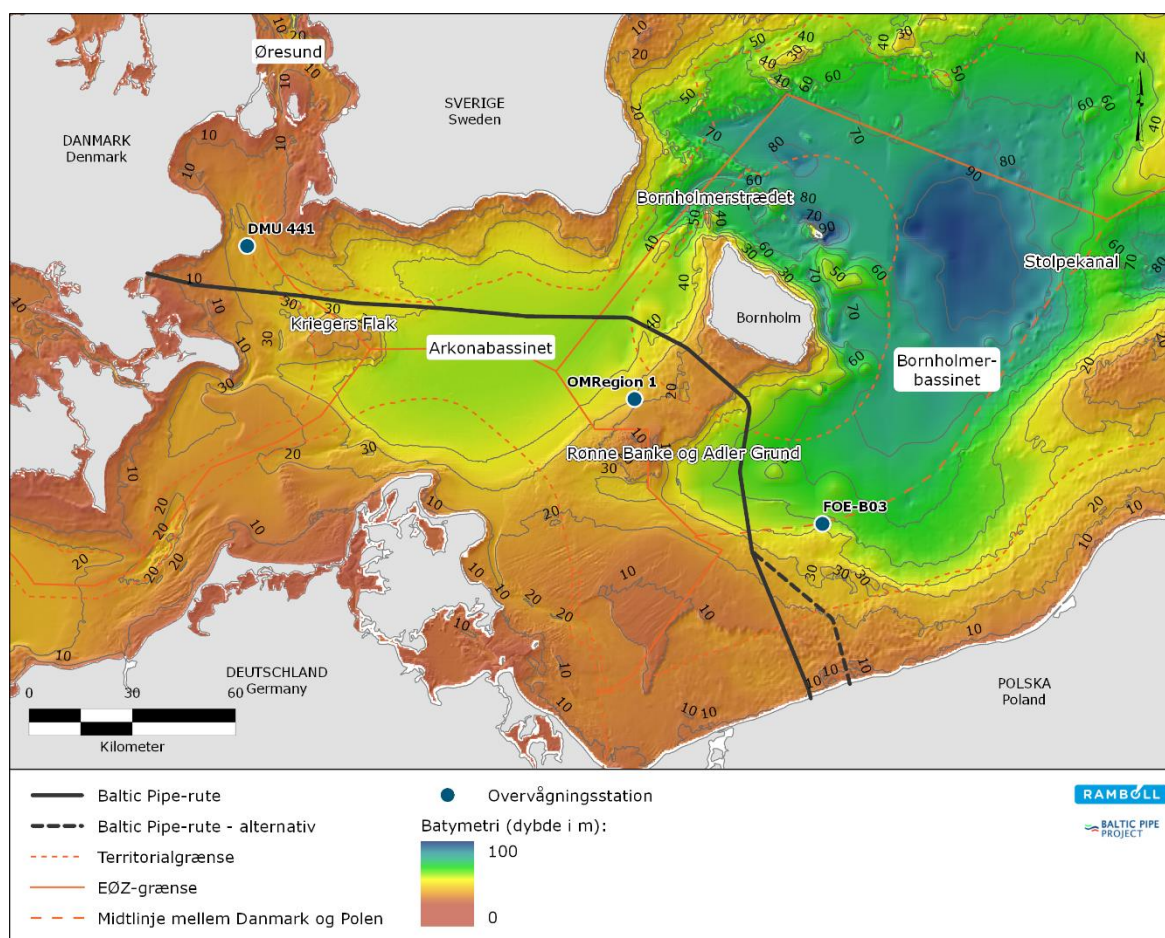 Øresund
DANMARK
Denmark
SVERIGE
Sweden
N
DMU 441
Bornholmerstrædet
Stolpekanal
Kriegers Flak
Arkonabassinet
Bornholm
Bornholmer-
bassinet
OMRegion 1
Rønne Banke og Adler Grund
FOE-B03
DEUTSCHLAND
Germany
POLSKA
Poland
0 30 60
Kilometer
Baltic Pipe-rute
Baltic Pipe-rute - alternativ
Territorialgrænse
EØZ-grænse
Midtlinje mellem Danmark og Polen
Overvågningsstation
Batymetri (dybde i m):
100
0
RAMBOLL
BALTIC PIPE
PROJECT